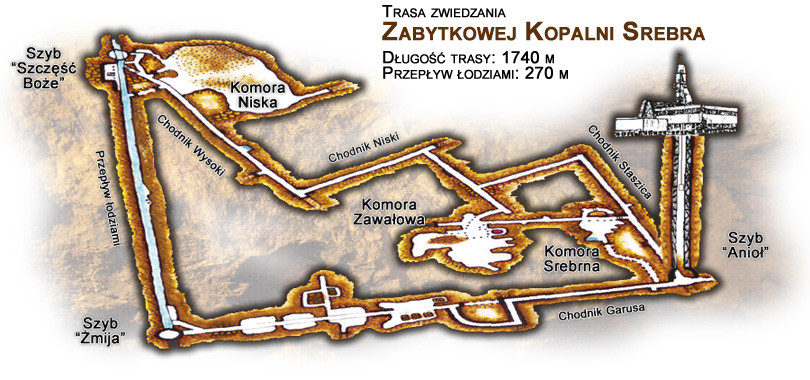 Trasa zwiedzania
Zabytkowej Kopalni Srebra
Długość trasy: 1740 m
Przepływ łodziami: 270 m
Szyb
"Szczęść
Boże"
Komora
Niska
Chodnik Wysoki
Chodnik Niski
Chodnik Staszica
Przepływ łodziami
Komora
Zawałowa
Komora
Srebrna
Szyb
"Anioł"
Chodnik Garusa
Szyb
"Żmija"